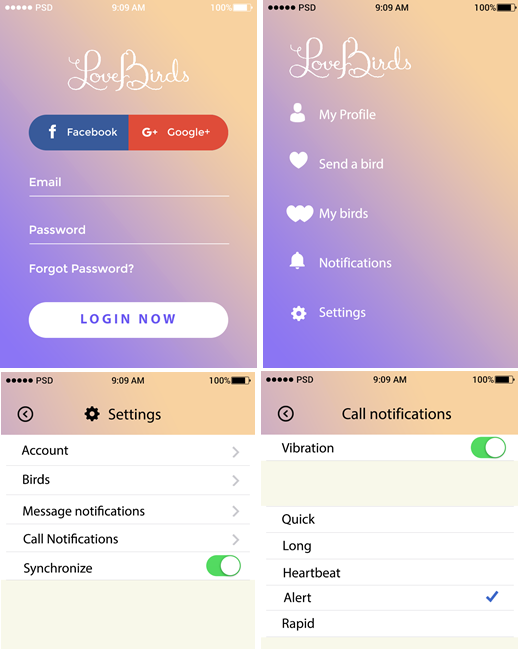 PSD 9:09 AM 100%
LoveBirds
Facebook G+ Google+
Email
Password
Forgot Password?
LOGIN NOW
PSD 9:09 AM 100%
LoveBirds
My Profile
Send a bird
My birds
Notifications
Settings
PSD 9:09 AM 100%
Settings
Account
Birds
Message notifications
Call Notifications
Synchronize
PSD 9:09 AM 100%
Call notifications
Vibration
Quick
Long
Heartbeat
Alert
Rapid